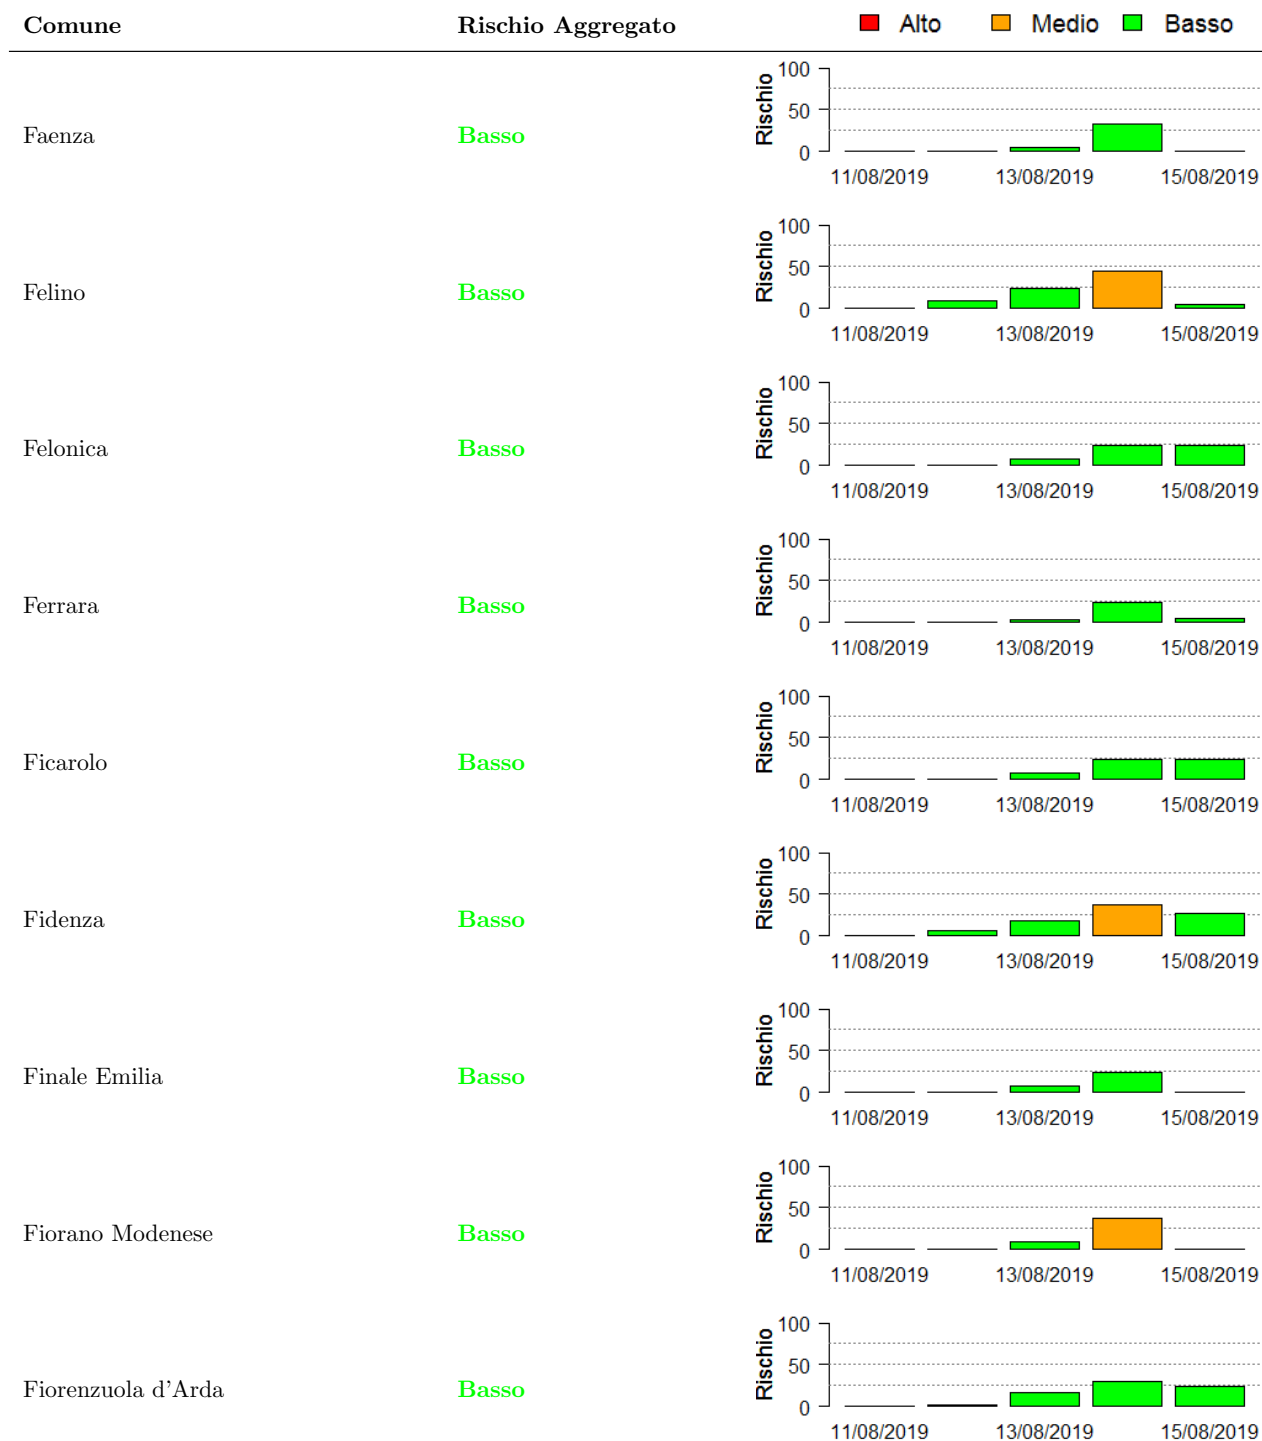 Comune Rischio Aggregato Alto Medio Basso
Faenza Basso
Rischio
100
50
0
11/08/2019 13/08/2019 15/08/2019
Felino Basso
Rischio
100
50
0
11/08/2019 13/08/2019 15/08/2019
Felonica Basso
Rischio
100
50
0
11/08/2019 13/08/2019 15/08/2019
Ferrara Basso
Rischio
100
50
0
11/08/2019 13/08/2019 15/08/2019
Ficarolo Basso
Rischio
100
50
0
11/08/2019 13/08/2019 15/08/2019
Fidenza Basso
Rischio
100
50
0
11/08/2019 13/08/2019 15/08/2019
Finale Emilia Basso
Rischio
100
50
0
11/08/2019 13/08/2019 15/08/2019
Fiorano Modenese Basso
Rischio
100
50
0
11/08/2019 13/08/2019 15/08/2019
Fiorenzuola d'Arda Basso
Rischio
100
50
0
11/08/2019 13/08/2019 15/08/2019